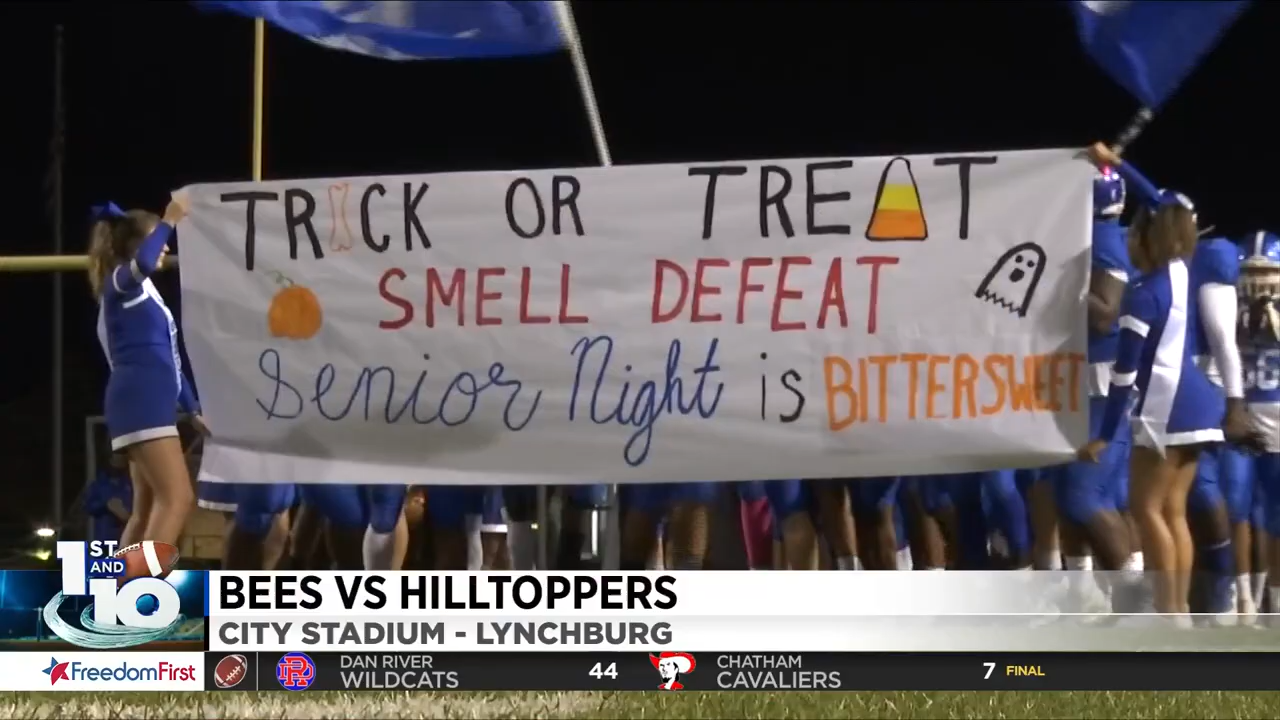 TRICK OR TREAT
SMELL DEFEAT
Senior Night is BITTERSWEET
1ST AND 10
BEES VS HILLTOPPERS
CITY STADIUM - LYNCHBURG
FreedomFirst
DR
DAN RIVER WILDCATS 44
CHATHAM CAVALIERS 7 FINAL